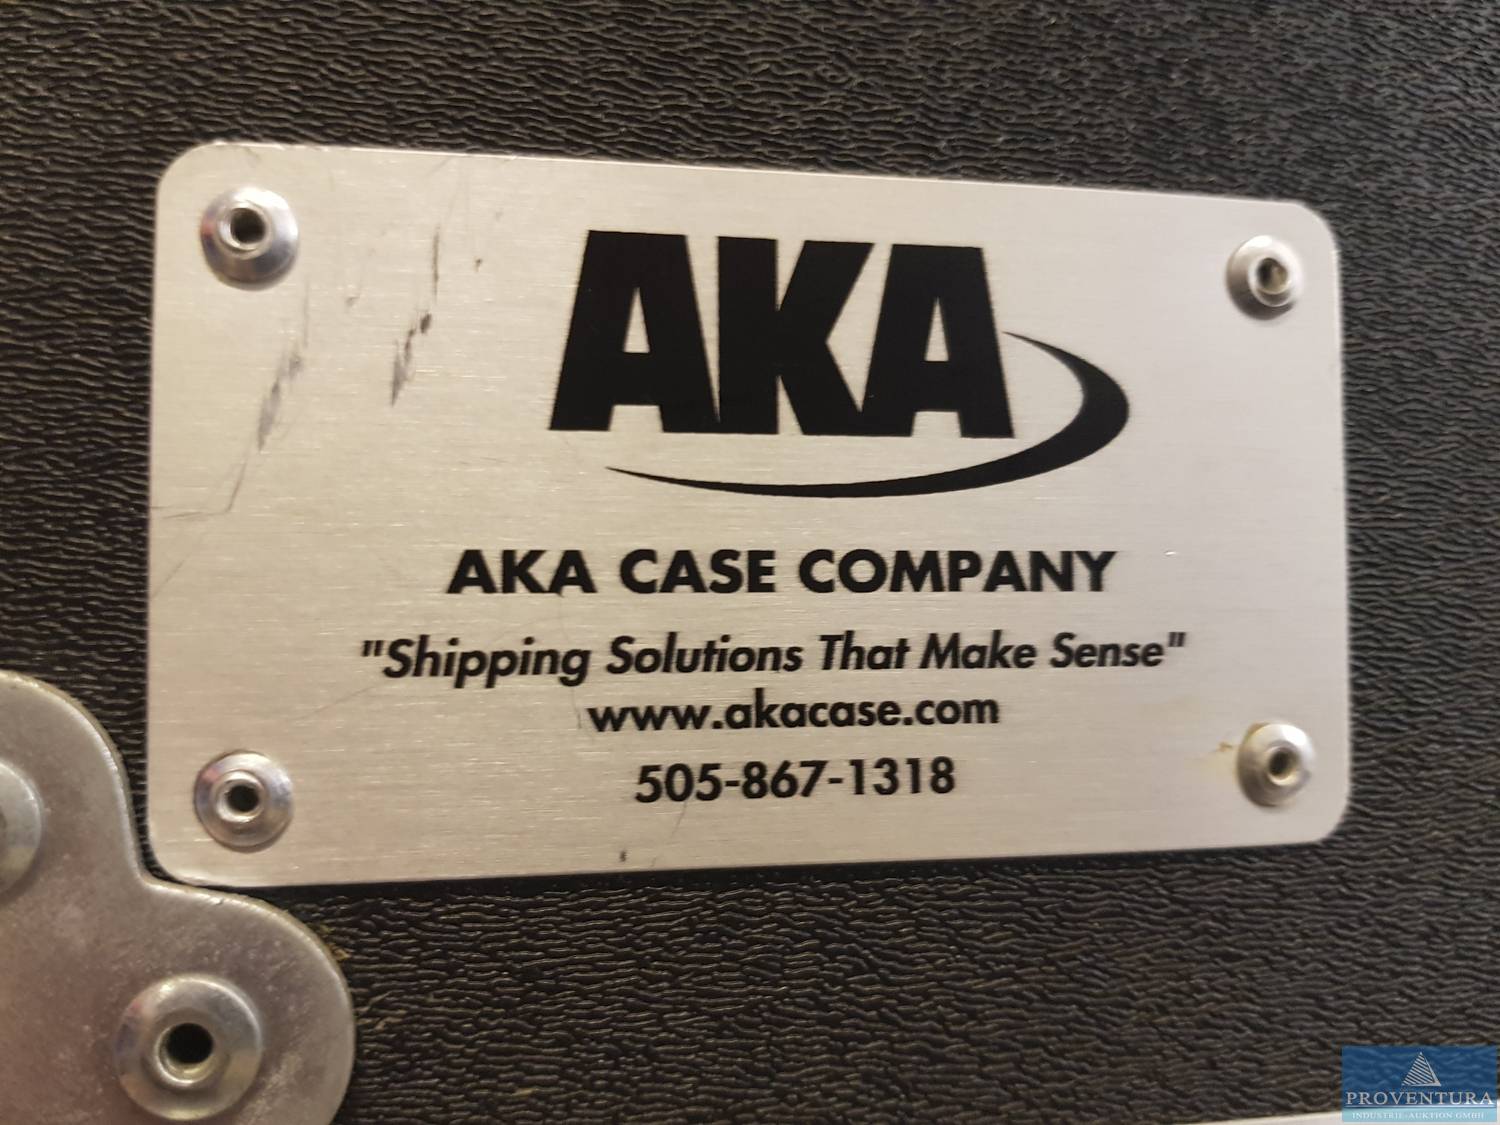 AKA
AKA CASE COMPANY
"Shipping Solutions That Make Sense"
www.akacase.com
505-867-1318
PROVENTURA
INDUSTRIE-AUKTION GMBH